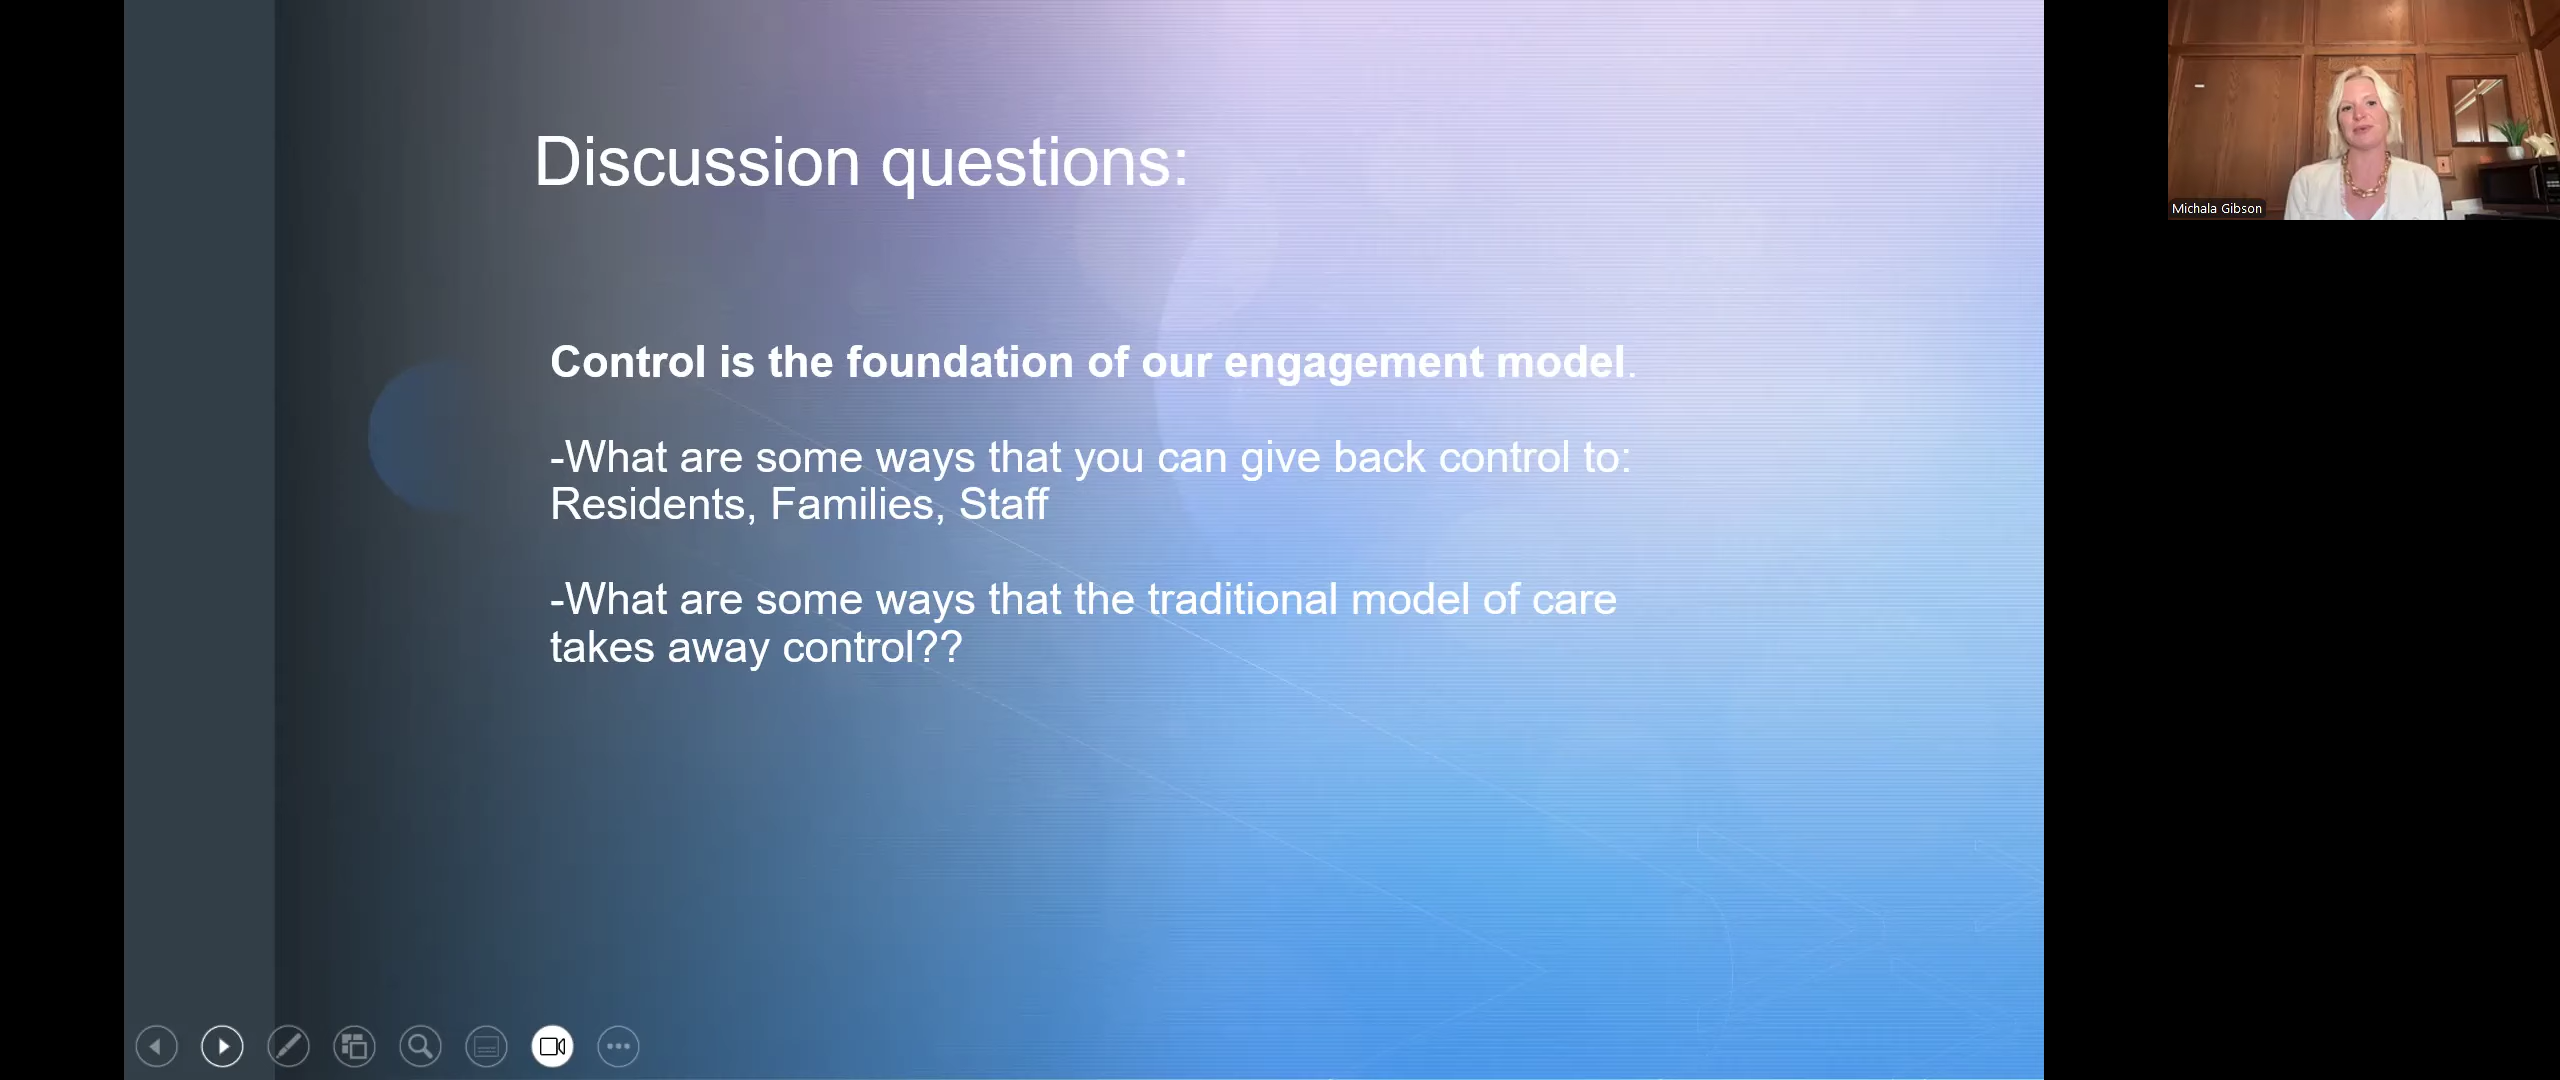 Discussion questions:
Control is the foundation of our engagement model.
-What are some ways that you can give back control to:
Residents, Families, Staff
-What are some ways that the traditional model of care
takes away control??
Michala Gibson